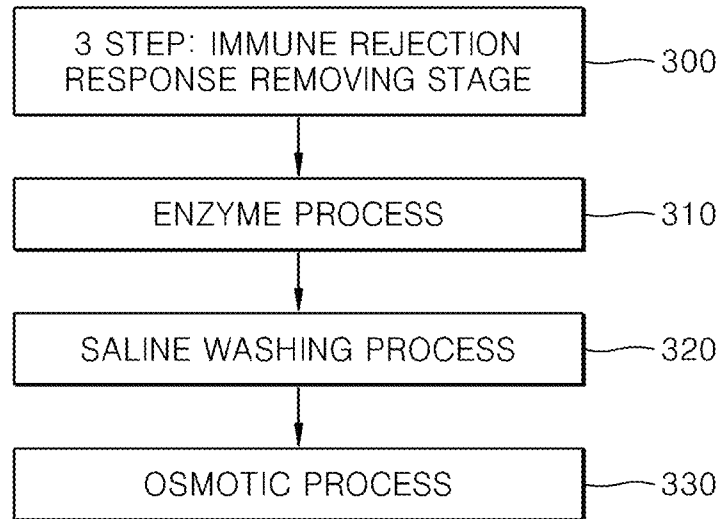 3 STEP: IMMUNE REJECTION
RESPONSE REMOVING STAGE
300
ENZYME PROCESS
310
SALINE WASHING PROCESS
320
OSMOTIC PROCESS
330